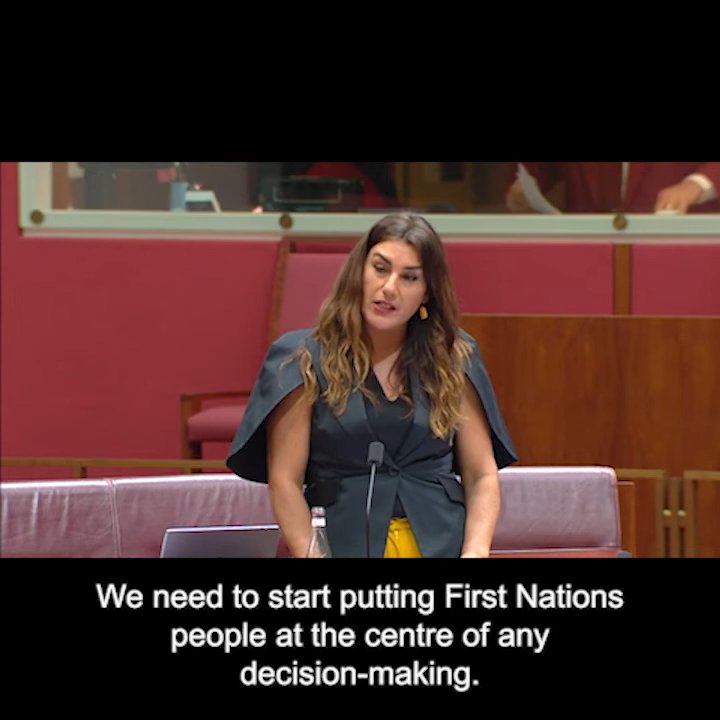 We need to start putting First Nations
people at the centre of any
decision-making.